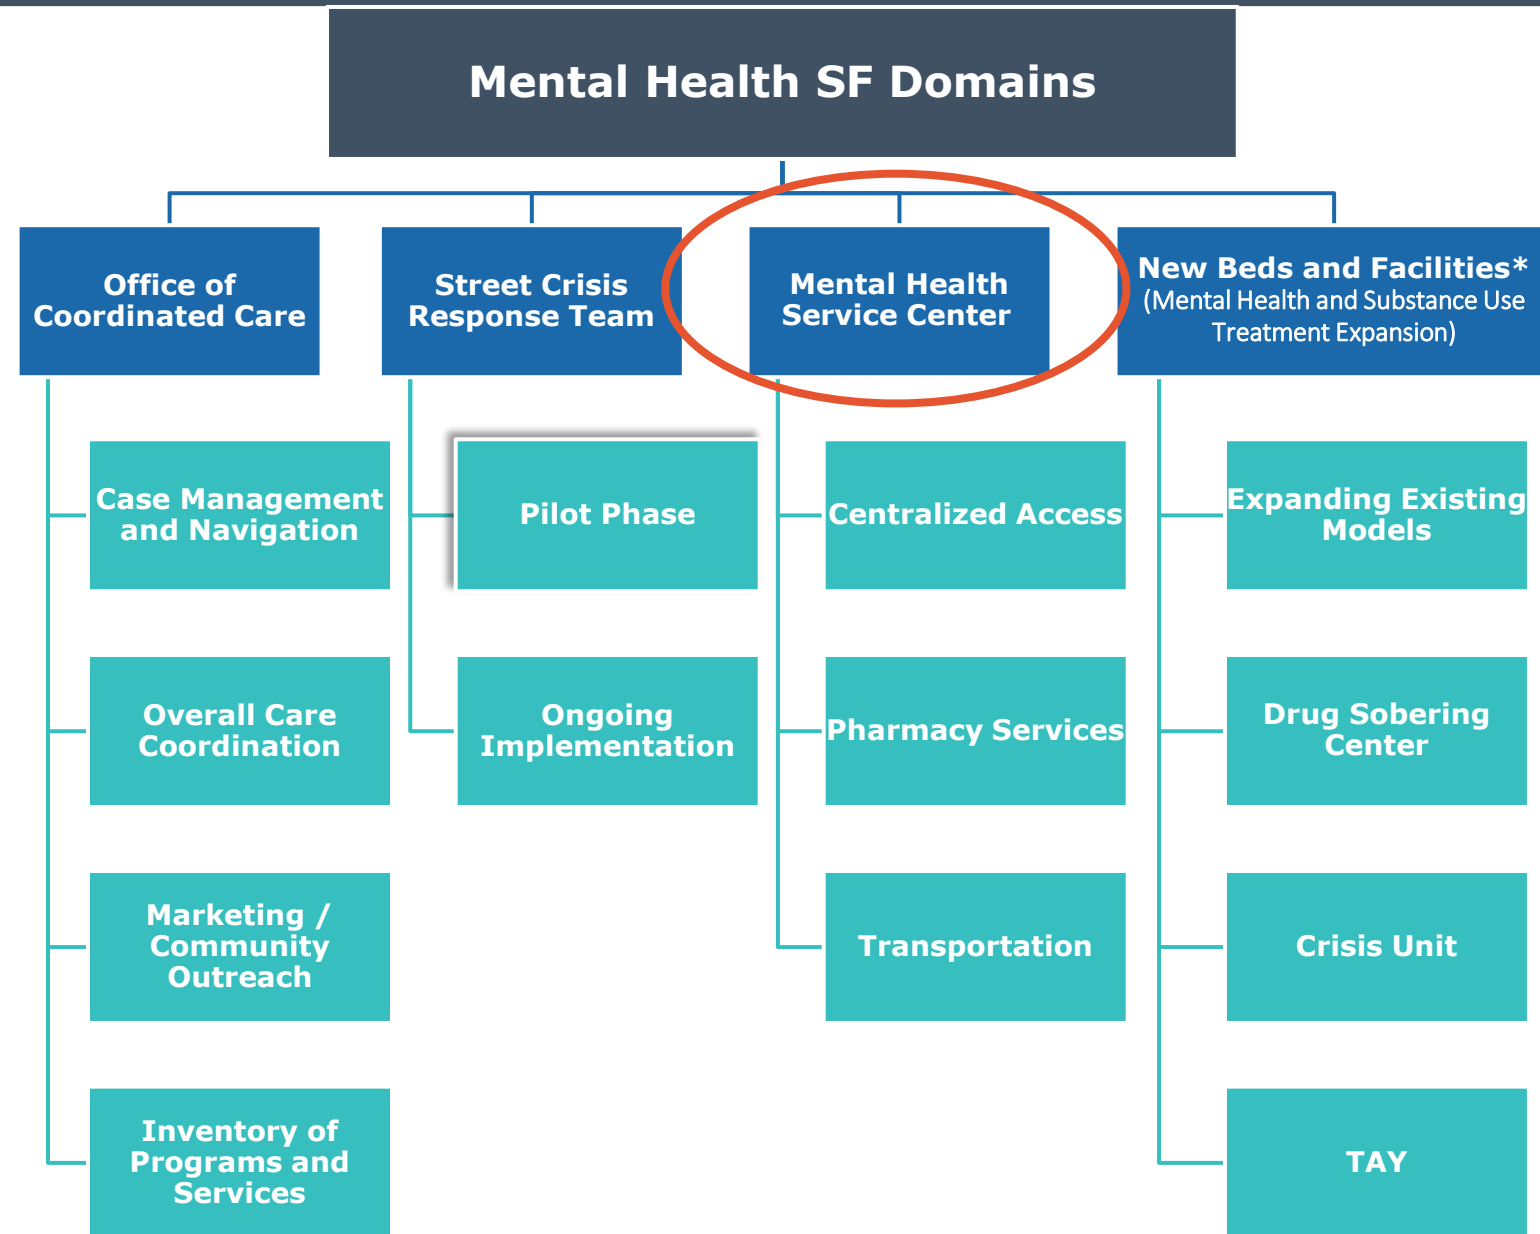 Mental Health SF Domains
Office of
Coordinated Care
Street Crisis
Response Team
Mental Health
Service Center
New Beds and Facilities*
(Mental Health and Substance Use
Treatment Expansion)
Case Management
and Navigation
Overall Care
Coordination
Marketing /
Community
Outreach
Inventory of
Programs and
Services
Pilot Phase
Ongoing
Implementation
Centralized Access
Pharmacy Services
Transportation
Expanding Existing
Models
Drug Sobering
Center
Crisis Unit
TAY